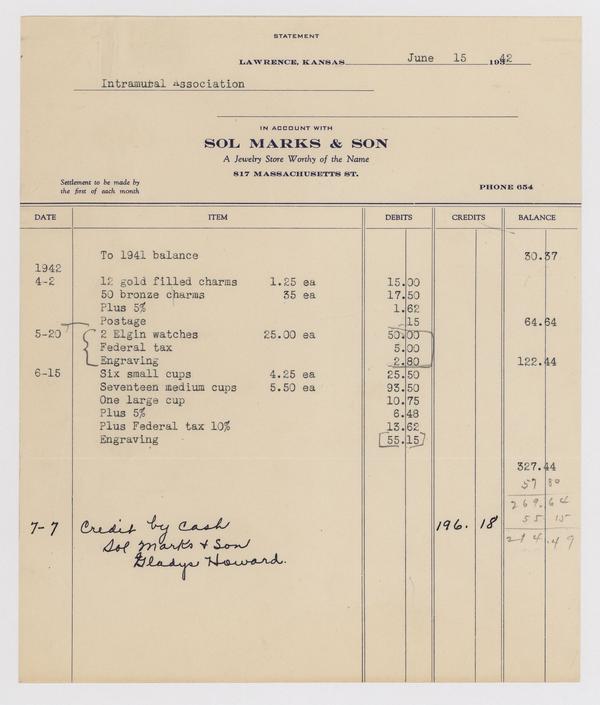 STATEMENT
LAWRENCE, KANSAS June 15 1942
Intramural Association
IN ACCOUNT WITH
SOL MARKS & SON
A Jewelry Store Worthy of the Name
817 MASSACHUSETTS ST.
Settlement to be made by
the first of each month
PHONE 654
DATE ITEM DEBITS CREDITS BALANCE
To 1941 balance 30.37
1942
4-2 12 gold filled charms 1.25 ea 15.00
50 bronze charms 35 ea 17.50
Plus 5% 1.62
Postage 15 64.64
5-20 2 Elgin watches 25.00 ea 50.00
Federal tax 5.00
Engraving 2.80 122.44
6-15 Six small cups 4.25 ea 25.50
Seventeen medium cups 5.50 ea 93.50
One large cup 10.75
Plus 5% 6.48
Plus Federal tax 10% 13.62
Engraving 55.15
327.44
57 80
269.64
55 15
7-7 Credit by Cash 196.18
214.49
Sol Marks & Son
Gladys Howard.